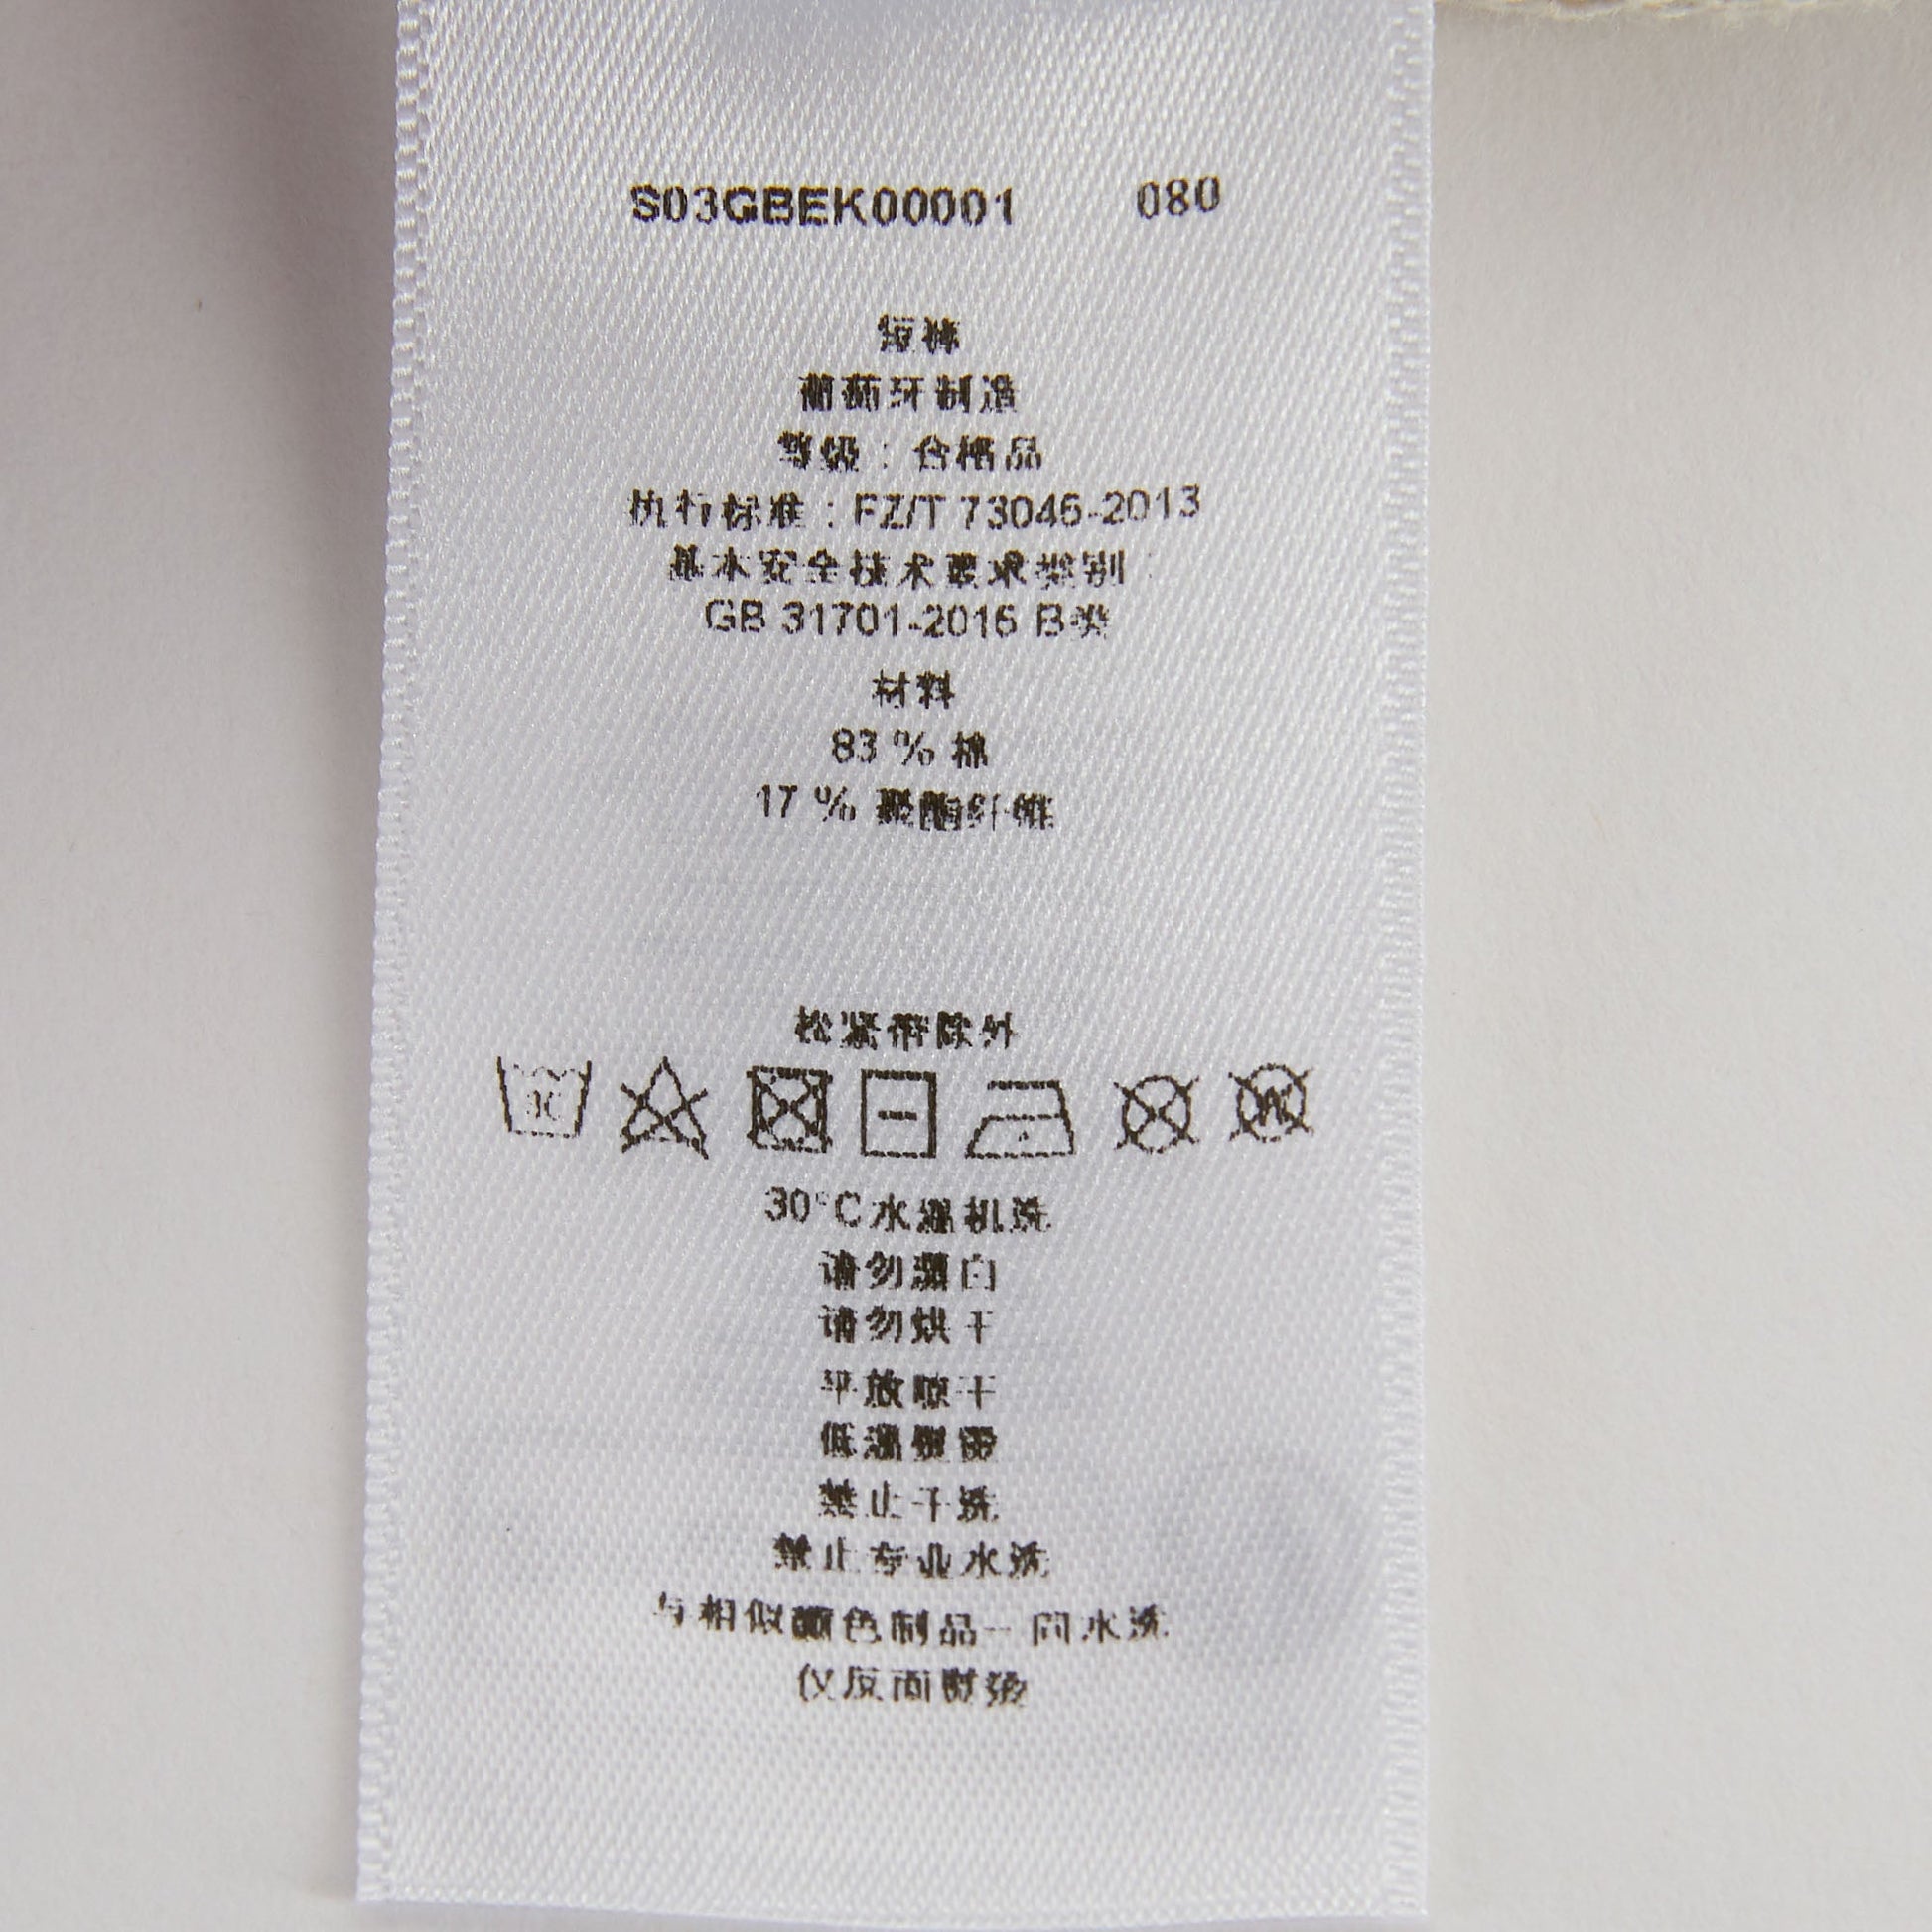 S03GBEK00001 080
短裤
葡萄牙制造
等级：合格品
执行标准：FZ/T 73046-2013
基本安全技术要求类别：
GB 31701-2015 B类
材料
83 % 棉
17 % 聚酯纤维
松紧带除外
30 W
30°C水温机洗
请勿漂白
请勿烘干
平放晾干
低温熨烫
禁止干洗
禁止专业水洗
与相似颜色制品一同水洗
仅反面熨烫